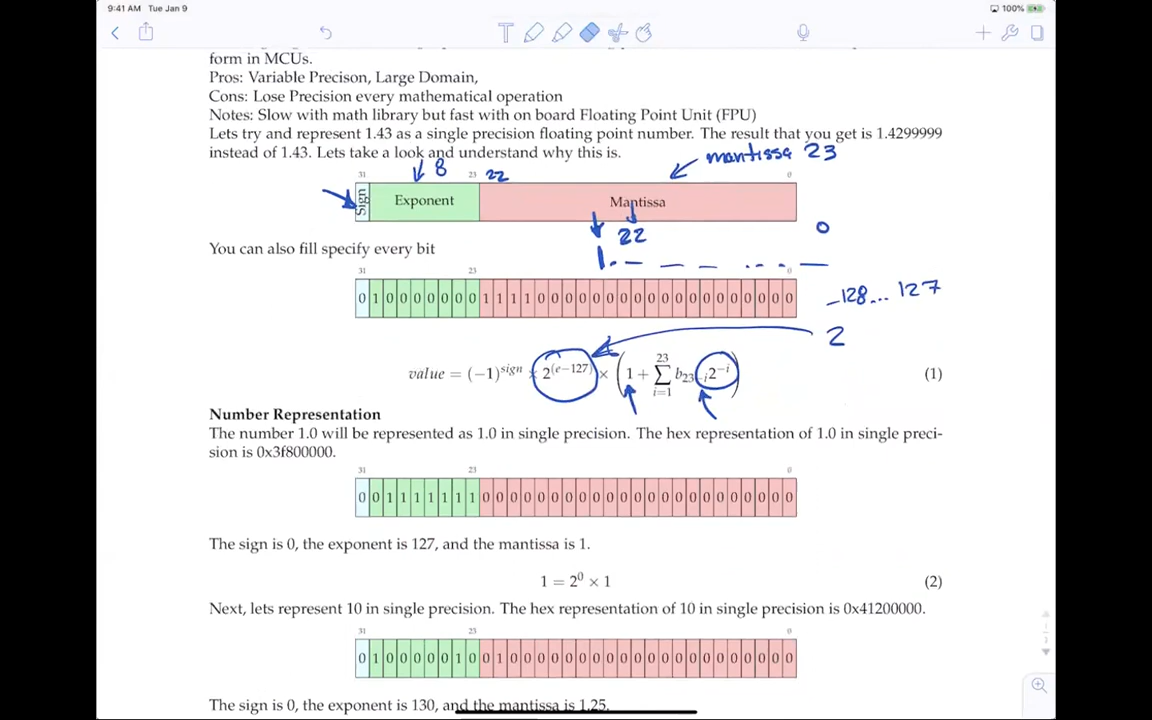 9:41 AM Tue Jan 9
100%
form in MCUs.
Pros: Variable Precison, Large Domain,
Cons: Lose Precision every mathematical operation
Notes: Slow with math library but fast with on board Floating Point Unit (FPU)
Lets try and represent 1.43 as a single precision floating point number. The result that you get is 1.4299999
instead of 1.43. Lets take a look and understand why this is.
mantissa 23
8
31 23 22 0
Sign Exponent Mantissa
22 0
You can also fill specify every bit
1.
31 23 0
0 1 0 0 0 0 0 0 0 1 1 1 1 0 0 0 0 0 0 0 0 0 0 0 0 0 0 0 0 0 0 0
-128... 127
2
value = (−1)^sign × 2^(e−127) × (1 + ∑ i=1 23 b23−i 2^−i) (1)
Number Representation
The number 1.0 will be represented as 1.0 in single precision. The hex representation of 1.0 in single preci-
sion is 0x3f800000.
31 23 0
0 0 1 1 1 1 1 1 1 0 0 0 0 0 0 0 0 0 0 0 0 0 0 0 0 0 0 0 0 0 0 0
The sign is 0, the exponent is 127, and the mantissa is 1.
1 = 2^0 × 1 (2)
Next, lets represent 10 in single precision. The hex representation of 10 in single precision is 0x41200000.
31 23 0
0 1 0 0 0 0 0 1 0 0 1 0 0 0 0 0 0 0 0 0 0 0 0 0 0 0 0 0 0 0 0 0
The sign is 0, the exponent is 130, and the mantissa is 1.25.